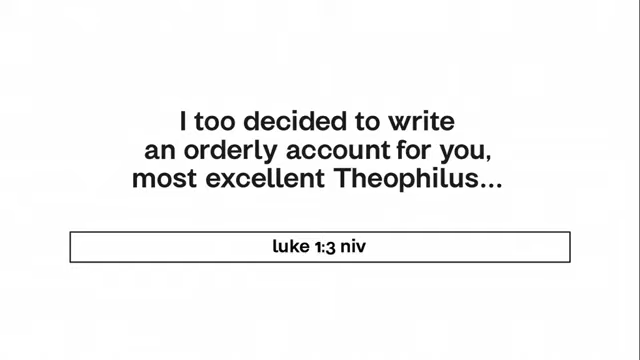 I too decided to write
an orderly account for you,
most excellent Theophilus...
luke 1:3 niv